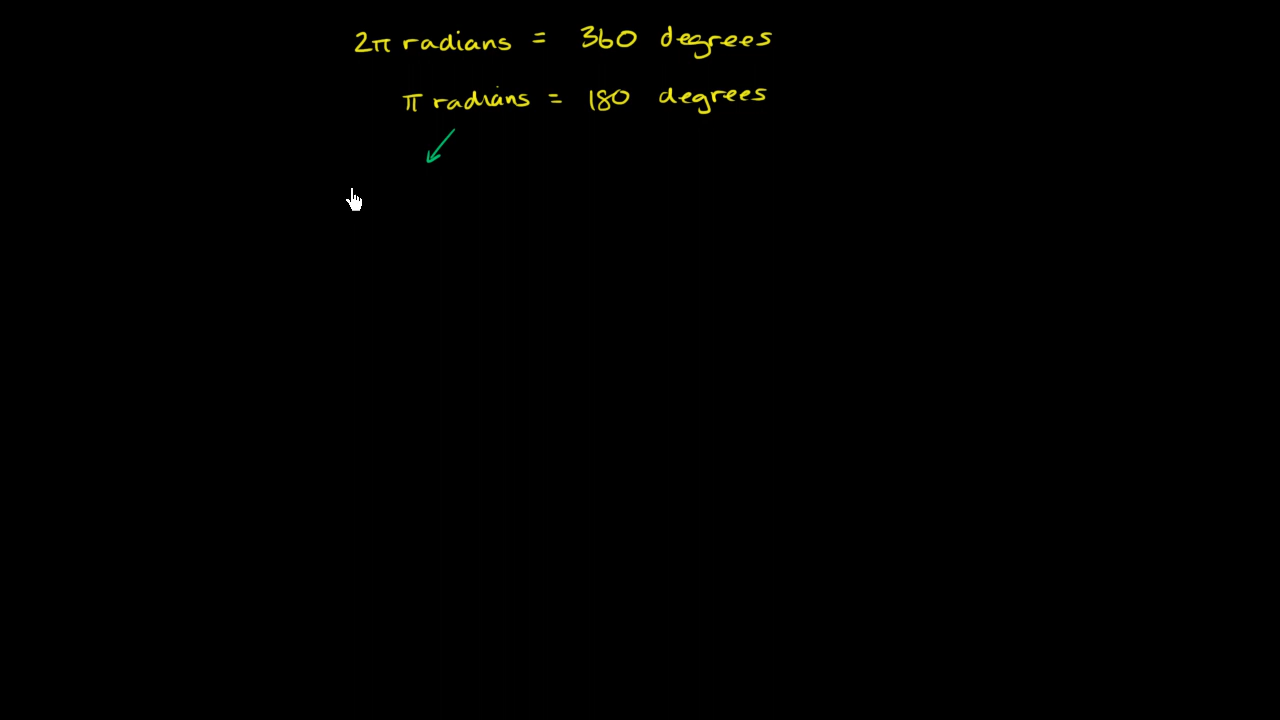 2π radians = 360 degrees
π radians = 180 degrees